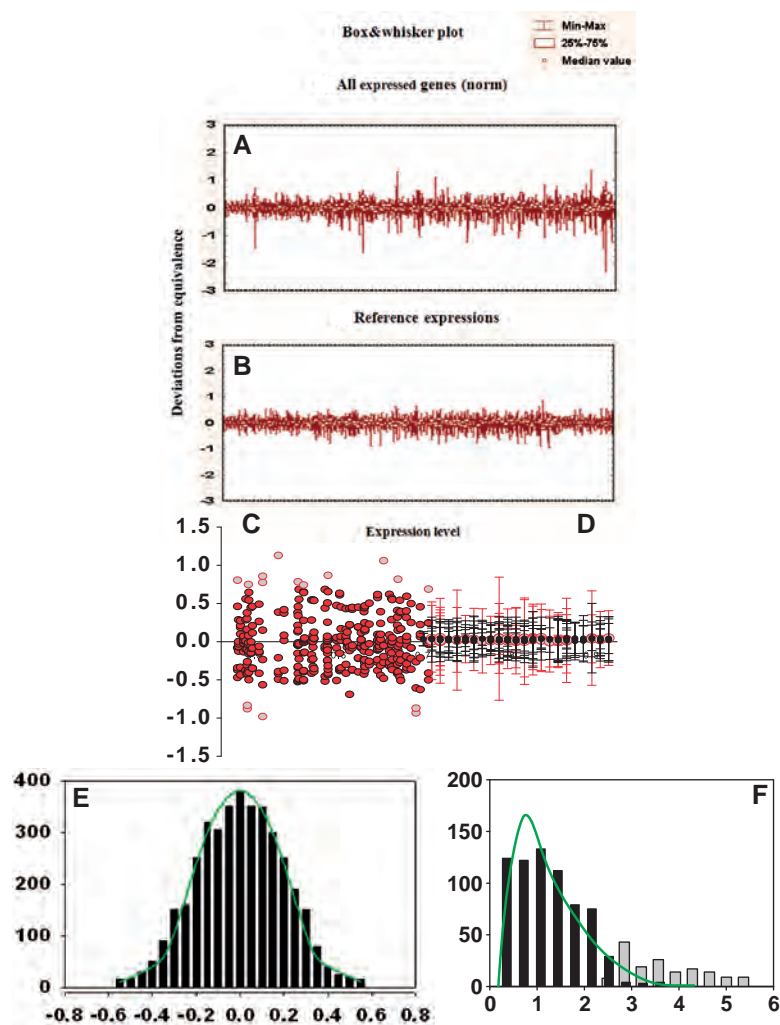 Box&whisker plot
Min-Max
25%-75%
Median value
All expressed genes (norm)
Deviations from equivalence
A
3
2
1
0
-1
-2
-3
Reference expressions
B
3
2
1
0
-1
-2
-3
Expression level
C
D
1.5
1.0
0.5
0.0
-0.5
-1.0
-1.5
E
400
300
200
100
0
-0.8 -0.6 -0.4 -0.2 0.0 0.2 0.4 0.6 0.8
F
200
150
100
50
0
0 1 2 3 4 5 6